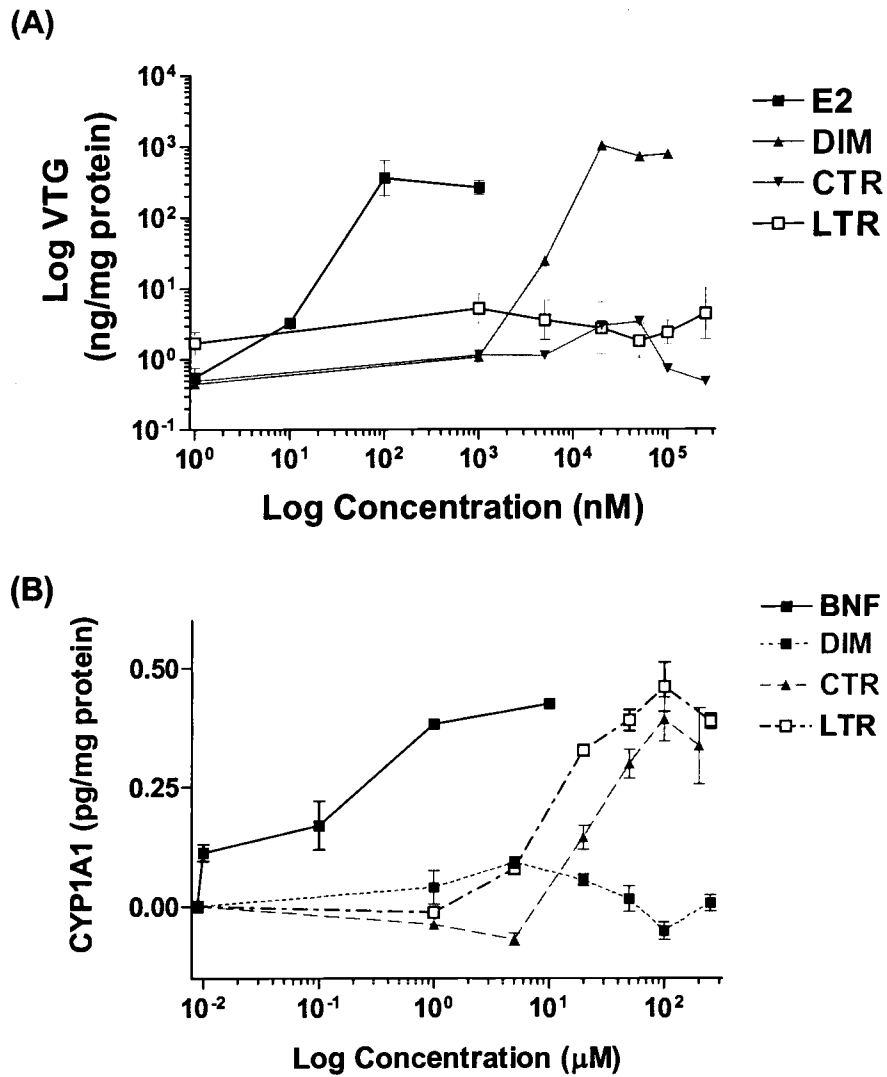 (A)
10⁴
10³
10²
10¹
10⁰
10⁻¹
Log VTG
(ng/mg protein)
10⁰ 10¹ 10² 10³ 10⁴ 10⁵
Log Concentration (nM)
E2
DIM
CTR
LTR
(B)
0.50
0.25
0.00
CYP1A1 (pg/mg protein)
10⁻² 10⁻¹ 10⁰ 10¹ 10²
Log Concentration (µM)
BNF
DIM
CTR
LTR